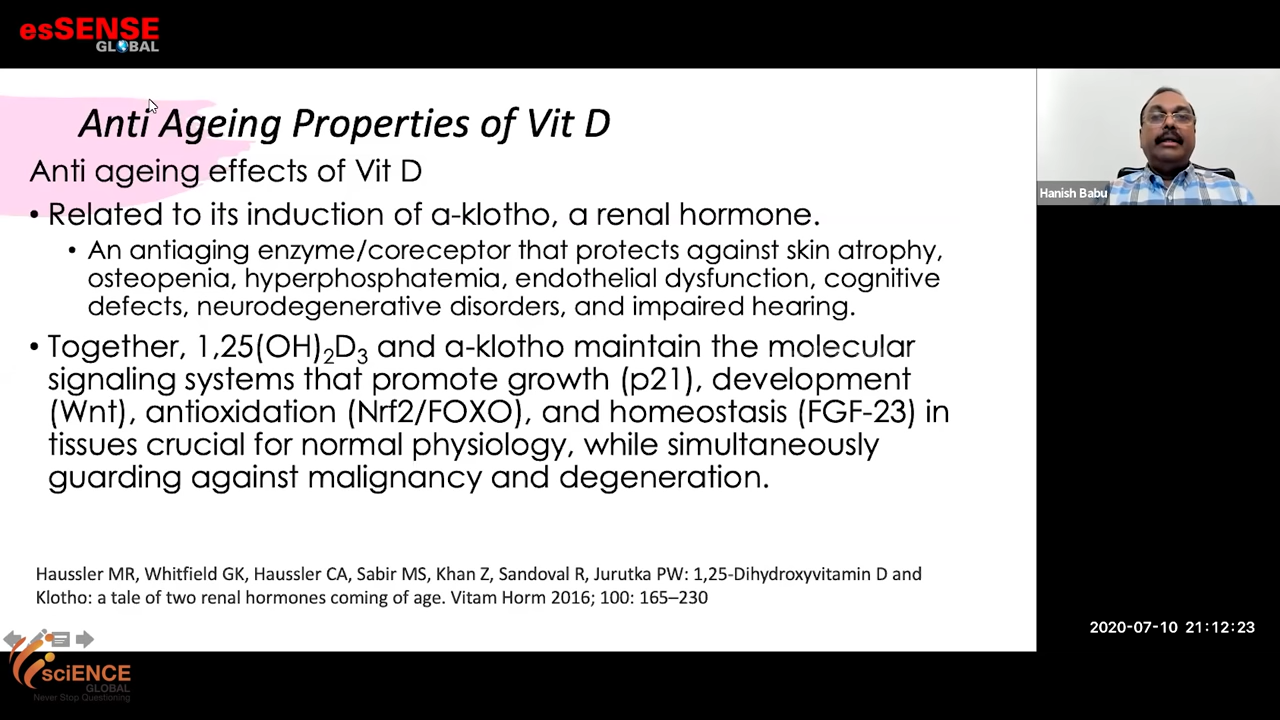 esSENSE
GLOBAL
Anti Ageing Properties of Vit D
Anti ageing effects of Vit D
• Related to its induction of a-klotho, a renal hormone.
• An antiaging enzyme/coreceptor that protects against skin atrophy,
osteopenia, hyperphosphatemia, endothelial dysfunction, cognitive
defects, neurodegenerative disorders, and impaired hearing.
• Together, 1,25(OH)₂D₃ and a-klotho maintain the molecular
signaling systems that promote growth (p21), development
(Wnt), antioxidation (Nrf2/FOXO), and homeostasis (FGF-23) in
tissues crucial for normal physiology, while simultaneously
guarding against malignancy and degeneration.
Haussler MR, Whitfield GK, Haussler CA, Sabir MS, Khan Z, Sandoval R, Jurutka PW: 1,25-Dihydroxyvitamin D and
Klotho: a tale of two renal hormones coming of age. Vitam Horm 2016; 100: 165–230
Hanish Babu
2020-07-10 21:12:23
sciENCE
GLOBAL
Never Stop Questioning